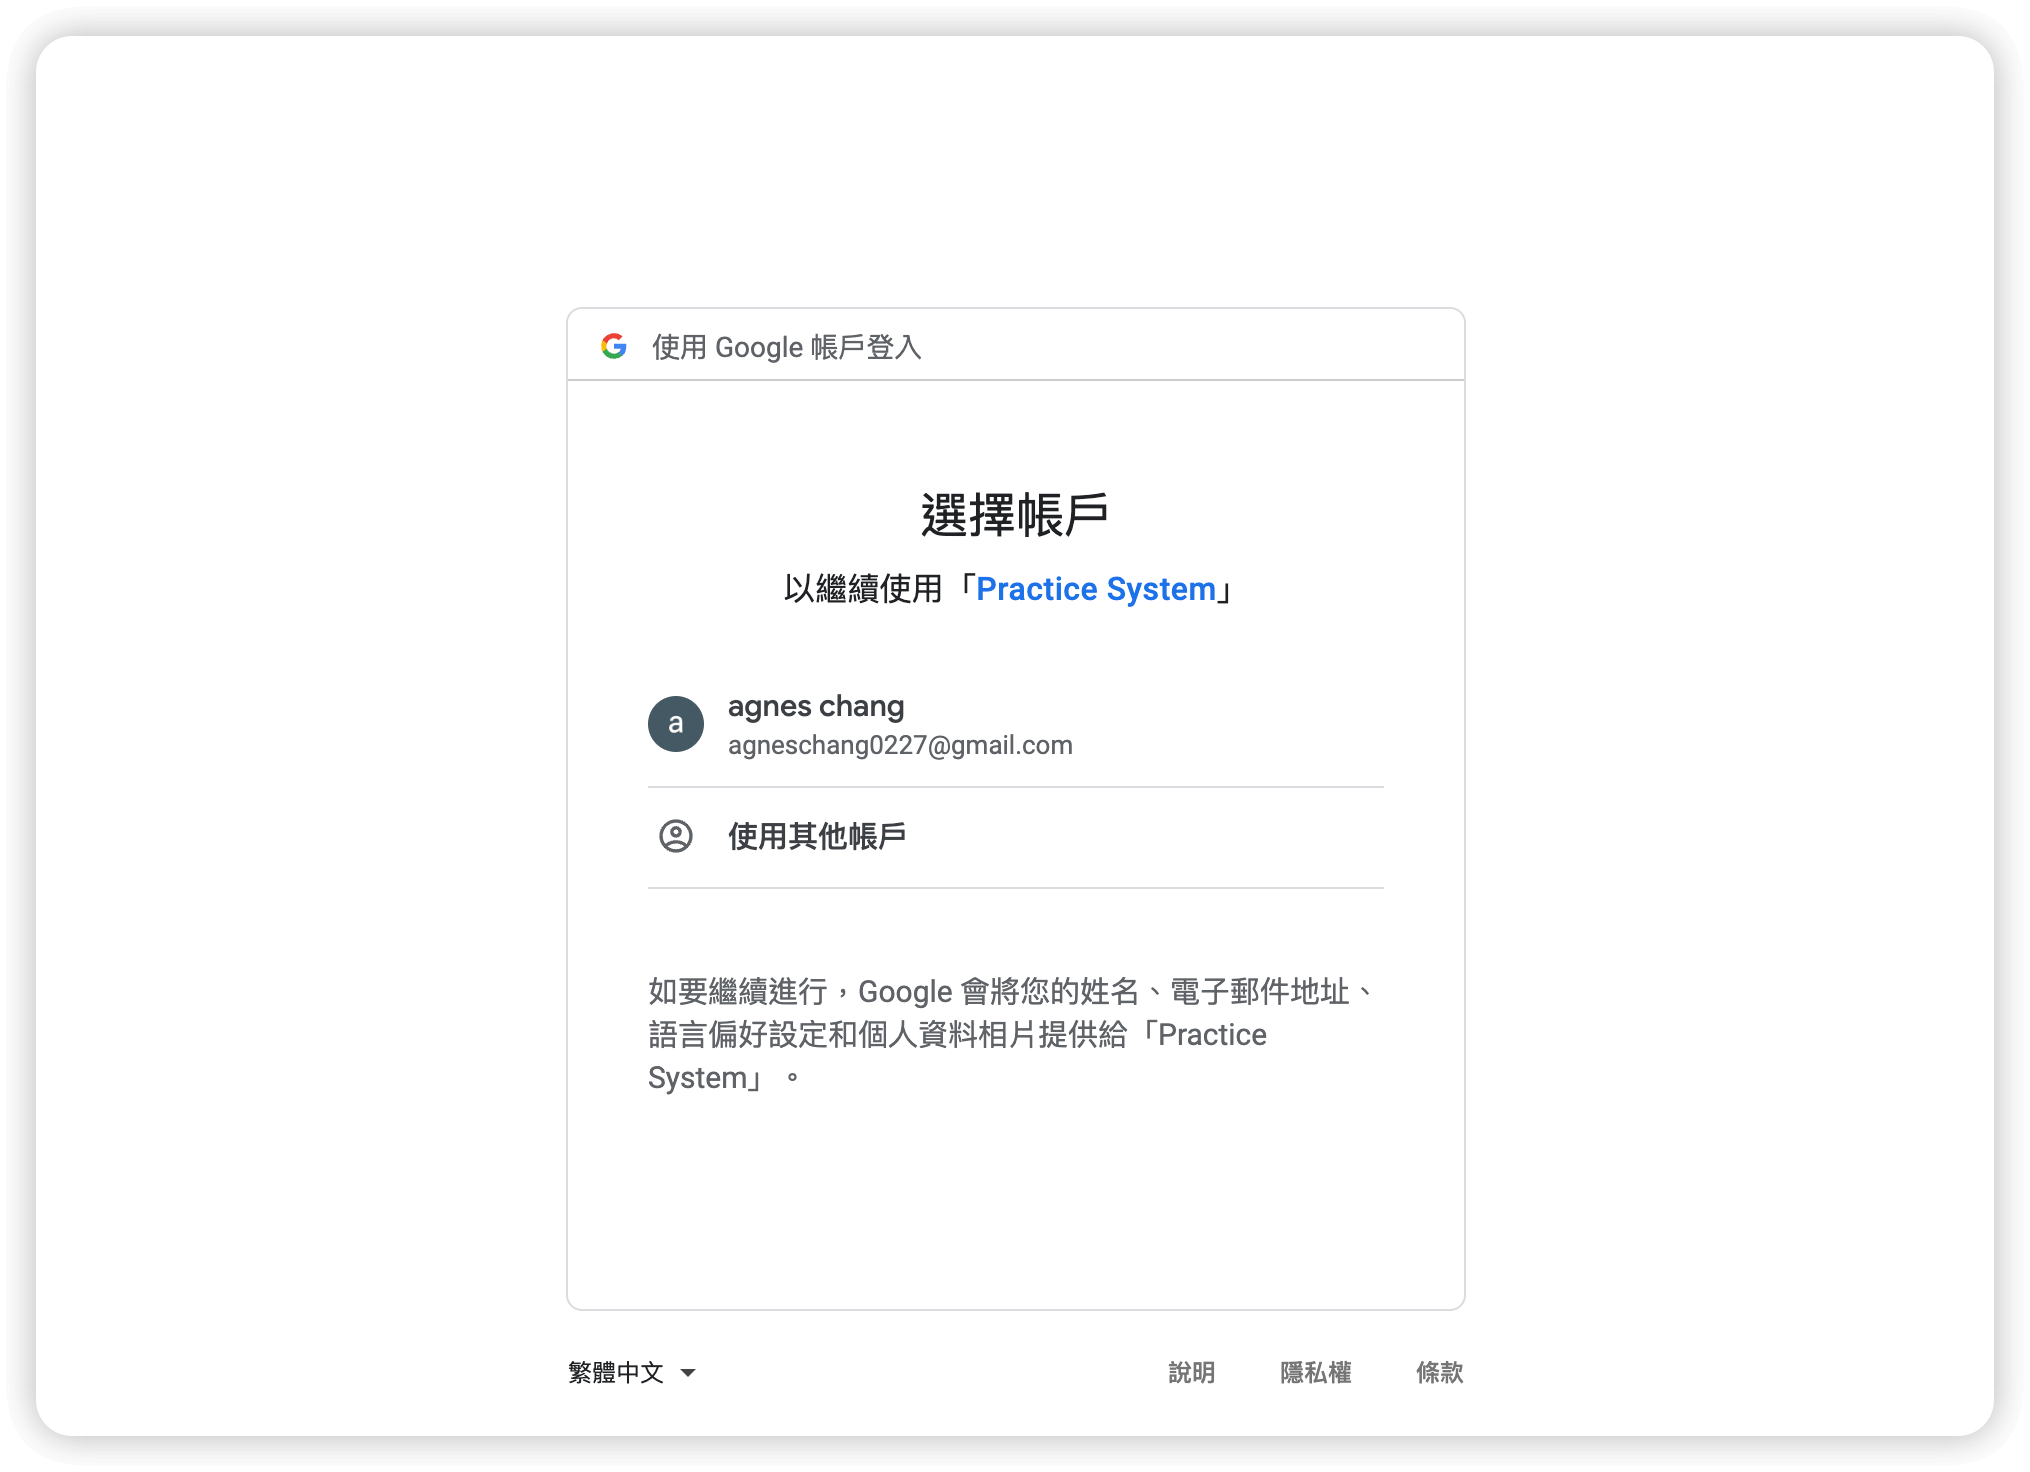 使用 Google 帳戶登入
選擇帳戶
以繼續使用「Practice System」
a
agnes chang
agneschang0227@gmail.com
使用其他帳戶
如要繼續進行，Google 會將您的姓名、電子郵件地址、
語言偏好設定和個人資料相片提供給「Practice
System」。
繁體中文
說明
隱私權
條款